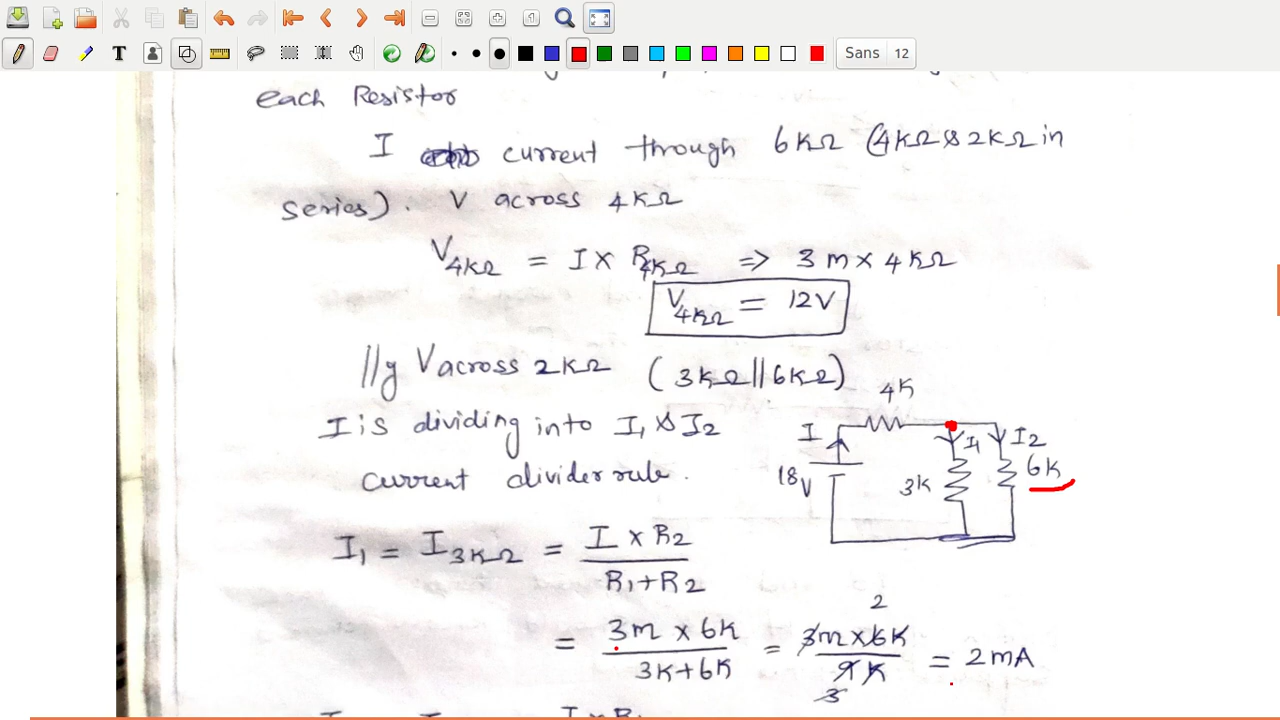 T
Sans 12
each Resistor
I current through 6KΩ (4KΩ & 2KΩ in
series). V across 4KΩ
V4KΩ = I X R4KΩ => 3 m x 4KΩ
V4KΩ = 12V
//ly V across 2KΩ (3KΩ||6KΩ)
4K
I is dividing into I1 & I2
I I1 I2
current divider rule.
18V 3K 6K
I1 = I3KΩ = I x R2 / R1+R2
= 3m x 6K / 3K+6K = 3m x 6K / 9K = 2mA
2
3